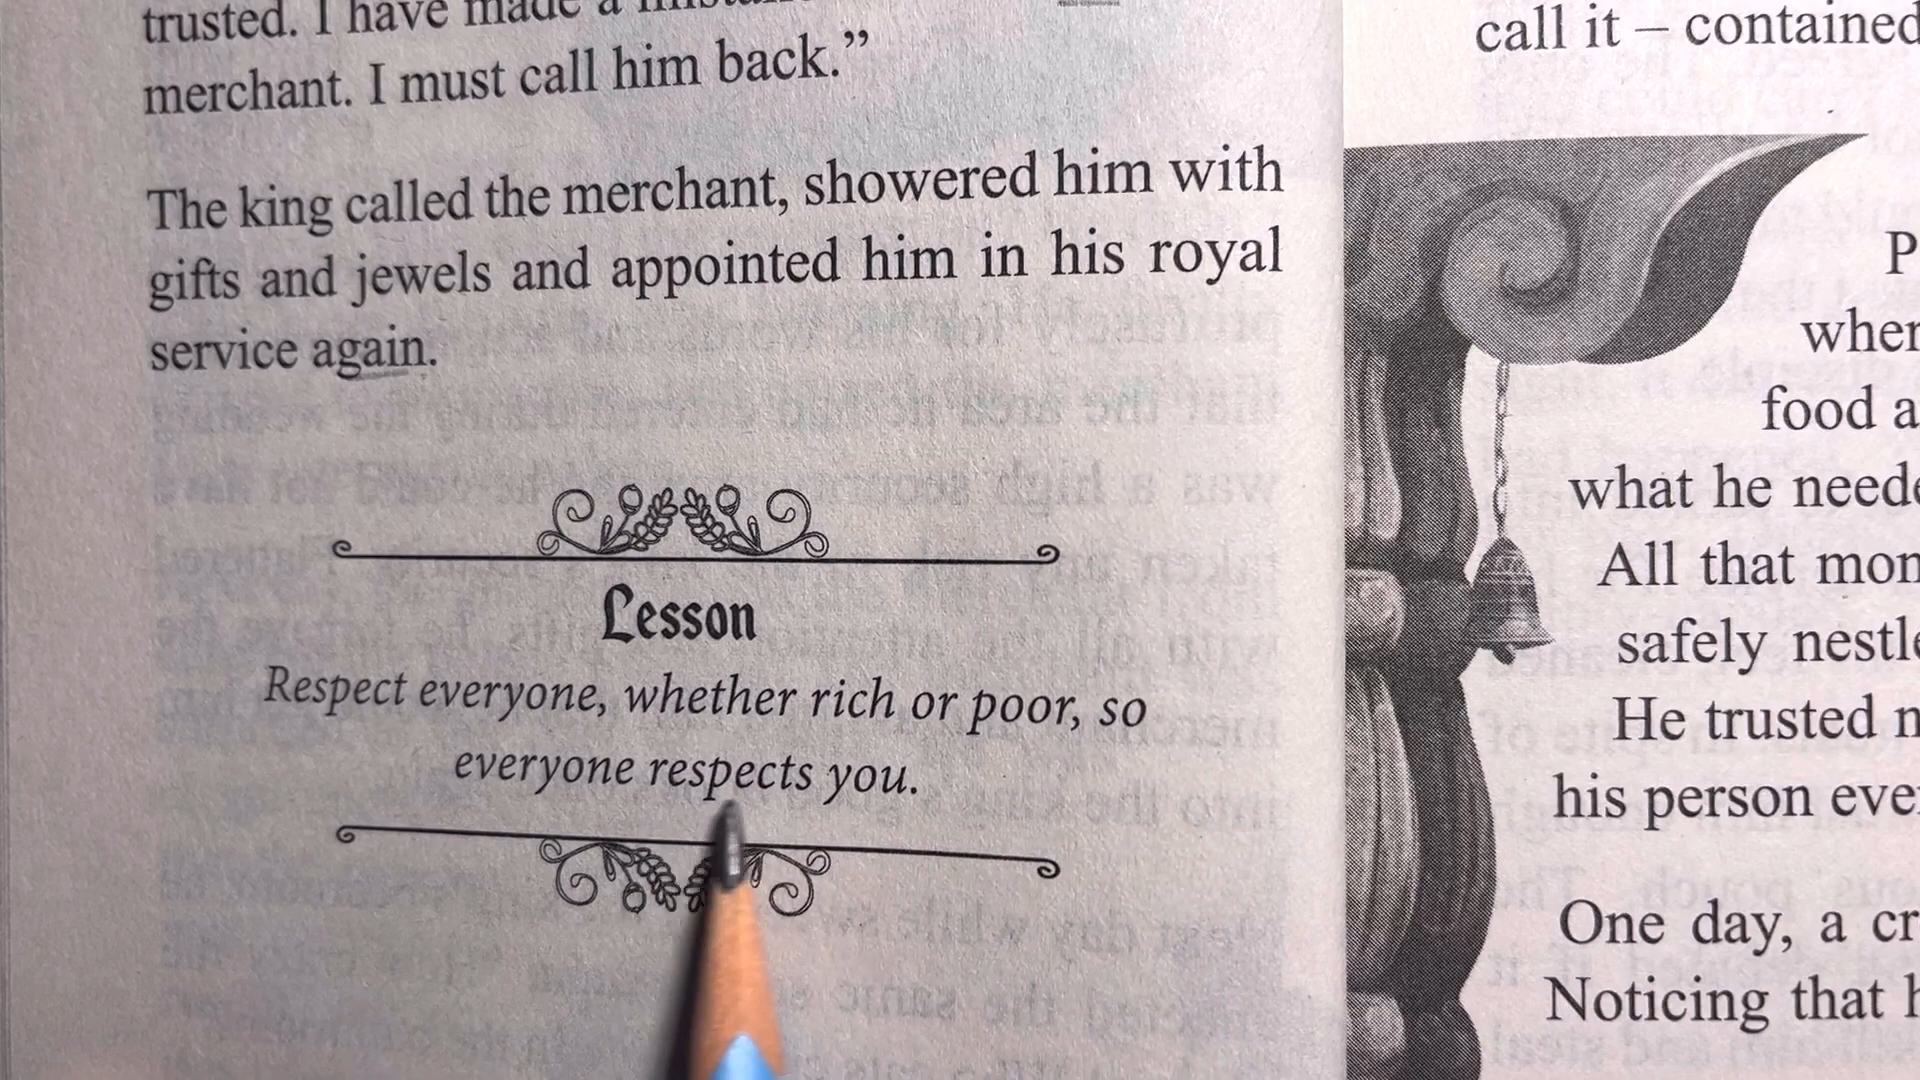 trusted. I have made a
merchant. I must call him back.”
The king called the merchant, showered him with
gifts and jewels and appointed him in his royal
service again.
Lesson
Respect everyone, whether rich or poor, so
everyone respects you.
call it – contained
P
wher
food a
what he neede
All that mon
safely nestle
He trusted n
his person ever
One day, a cr
Noticing that h